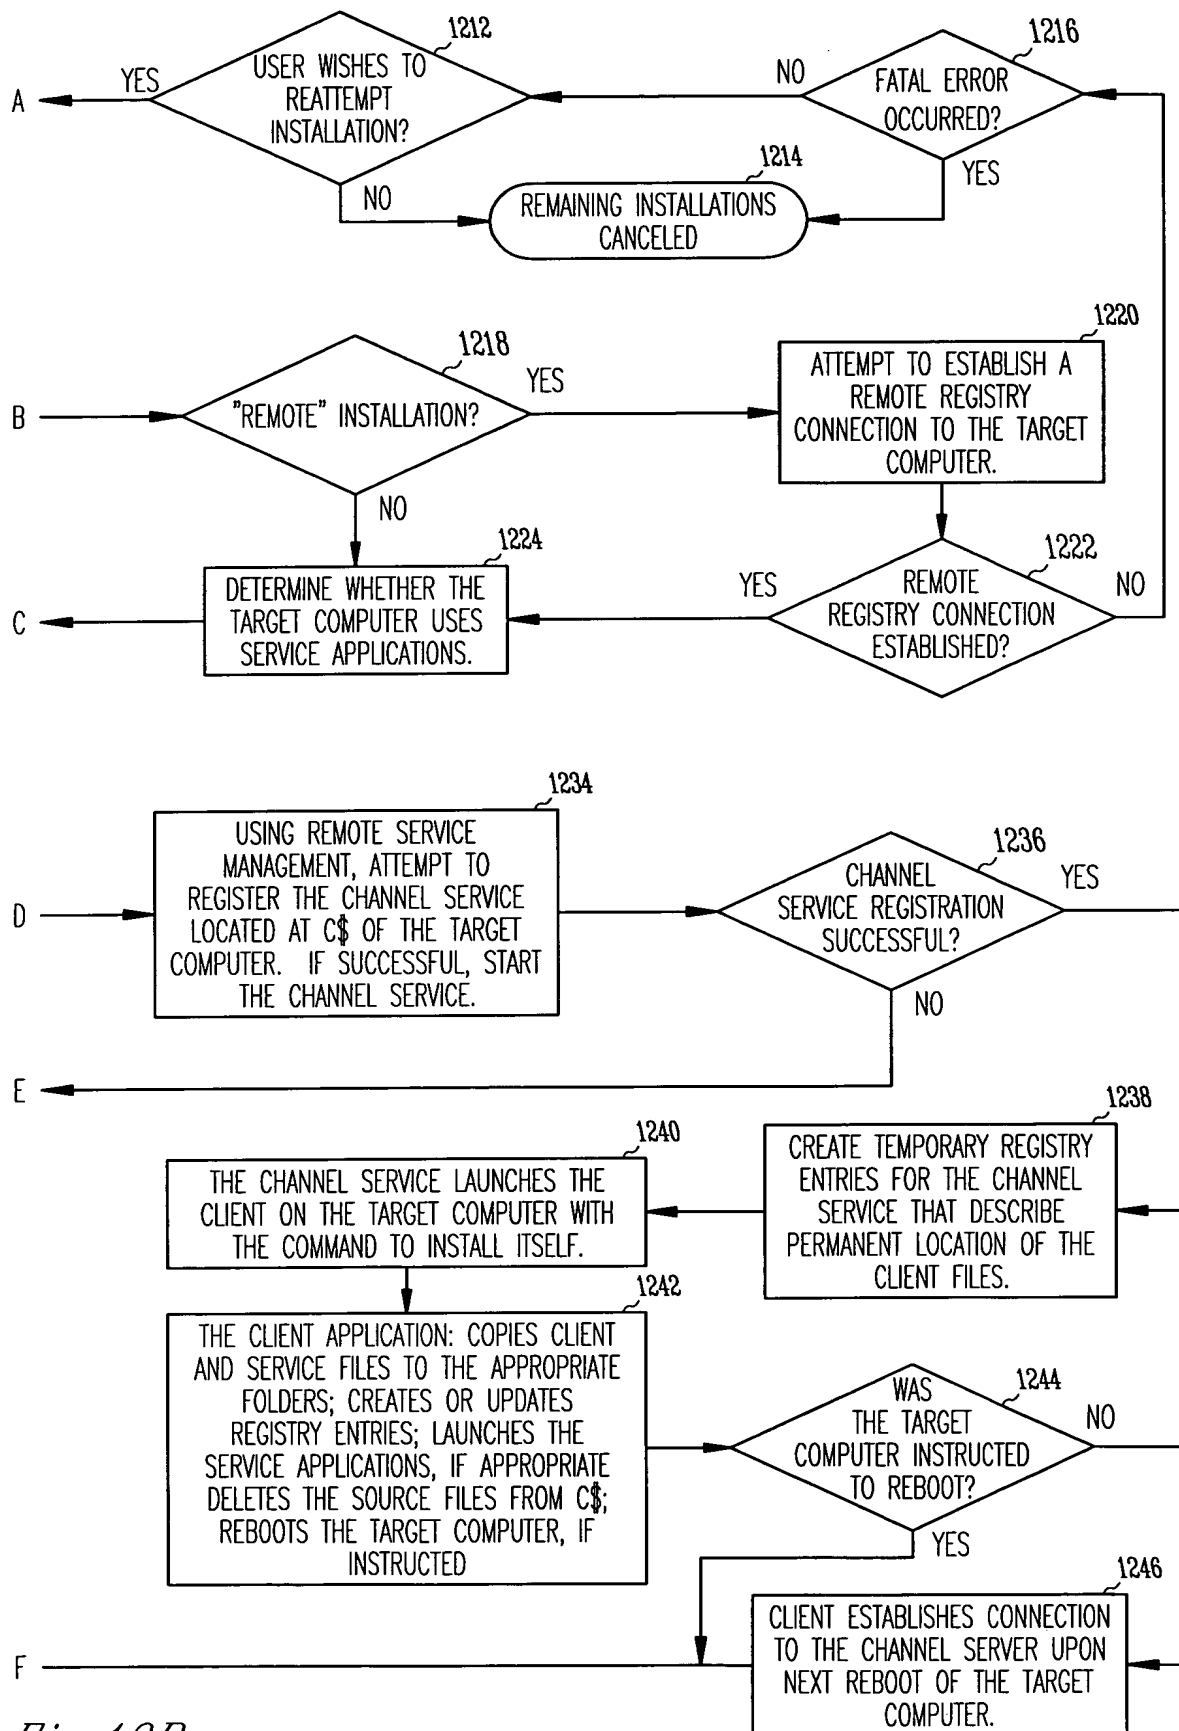 1212
USER WISHES TO
REATTEMPT
INSTALLATION?
YES
A
NO
1216
FATAL ERROR
OCCURRED?
NO
YES
1214
REMAINING INSTALLATIONS
CANCELED
1218
"REMOTE" INSTALLATION?
B
YES
NO
1220
ATTEMPT TO ESTABLISH A
REMOTE REGISTRY
CONNECTION TO THE TARGET
COMPUTER.
1222
REMOTE
REGISTRY CONNECTION
ESTABLISHED?
YES
NO
1224
DETERMINE WHETHER THE
TARGET COMPUTER USES
SERVICE APPLICATIONS.
C
1234
USING REMOTE SERVICE
MANAGEMENT, ATTEMPT TO
REGISTER THE CHANNEL SERVICE
LOCATED AT C$ OF THE TARGET
COMPUTER. IF SUCCESSFUL, START
THE CHANNEL SERVICE.
D
1236
CHANNEL
SERVICE REGISTRATION
SUCCESSFUL?
YES
NO
E
1238
CREATE TEMPORARY REGISTRY
ENTRIES FOR THE CHANNEL
SERVICE THAT DESCRIBE
PERMANENT LOCATION OF THE
CLIENT FILES.
1240
THE CHANNEL SERVICE LAUNCHES THE
CLIENT ON THE TARGET COMPUTER WITH
THE COMMAND TO INSTALL ITSELF.
1242
THE CLIENT APPLICATION: COPIES CLIENT
AND SERVICE FILES TO THE APPROPRIATE
FOLDERS; CREATES OR UPDATES
REGISTRY ENTRIES; LAUNCHES THE
SERVICE APPLICATIONS, IF APPROPRIATE
DELETES THE SOURCE FILES FROM C$;
REBOOTS THE TARGET COMPUTER, IF
INSTRUCTED
1244
WAS
THE TARGET
COMPUTER INSTRUCTED
TO REBOOT?
NO
YES
1246
CLIENT ESTABLISHES CONNECTION
TO THE CHANNEL SERVER UPON
NEXT REBOOT OF THE TARGET
COMPUTER.
F